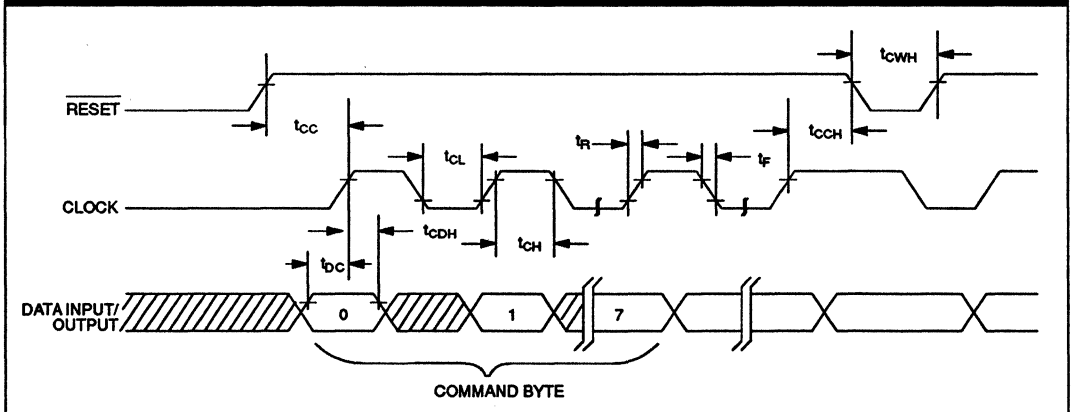 tCWH
RESET
tCC
tCCH
tCL
tR
tF
CLOCK
tCDH
tCH
tDC
DATA INPUT/
OUTPUT
0
1
7
COMMAND BYTE